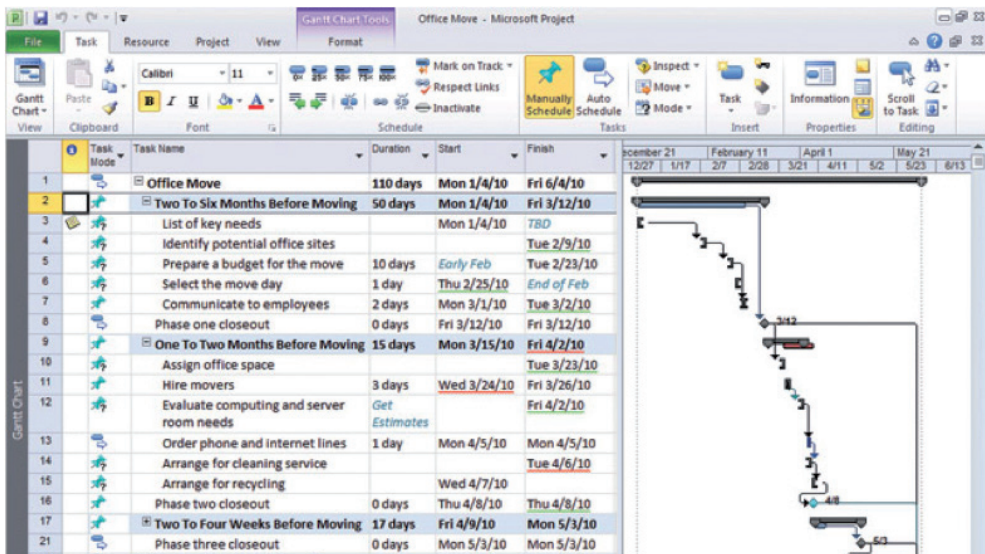 Gantt Chart Tools
Office Move - Microsoft Project
File Task Resource Project View Format
Gantt Chart
Paste
Calibri 11
B I U A
0% 25% 50% 75% 100%
Mark on Track
Respect Links
Inactivate
Manually Schedule
Auto Schedule
Inspect
Move
Mode
Task
Information
Scroll to Task
View Clipboard Font Schedule Tasks Insert Properties Editing
Task Mode Task Name Duration Start Finish
December 21 February 11 April 1 May 21
12/27 1/17 2/7 2/28 3/21 4/11 5/2 5/23 6/13
1 Office Move 110 days Mon 1/4/10 Fri 6/4/10
2 Two To Six Months Before Moving 50 days Mon 1/4/10 Fri 3/12/10
3 List of key needs Mon 1/4/10 TBD
4 Identify potential office sites Tue 2/9/10
5 Prepare a budget for the move 10 days Early Feb Tue 2/23/10
6 Select the move day 1 day Thu 2/25/10 End of Feb
7 Communicate to employees 2 days Mon 3/1/10 Tue 3/2/10
8 Phase one closeout 0 days Fri 3/12/10 Fri 3/12/10
3/12
9 One To Two Months Before Moving 15 days Mon 3/15/10 Fri 4/2/10
10 Assign office space Tue 3/23/10
11 Hire movers 3 days Wed 3/24/10 Fri 3/26/10
12 Evaluate computing and server room needs Get Estimates Fri 4/2/10
13 Order phone and internet lines 1 day Mon 4/5/10 Mon 4/5/10
14 Arrange for cleaning service Tue 4/6/10
15 Arrange for recycling Wed 4/7/10
16 Phase two closeout 0 days Thu 4/8/10 Thu 4/8/10
4/8
17 Two To Four Weeks Before Moving 17 days Fri 4/9/10 Mon 5/3/10
21 Phase three closeout 0 days Mon 5/3/10 Mon 5/3/10
5/3
Gantt Chart